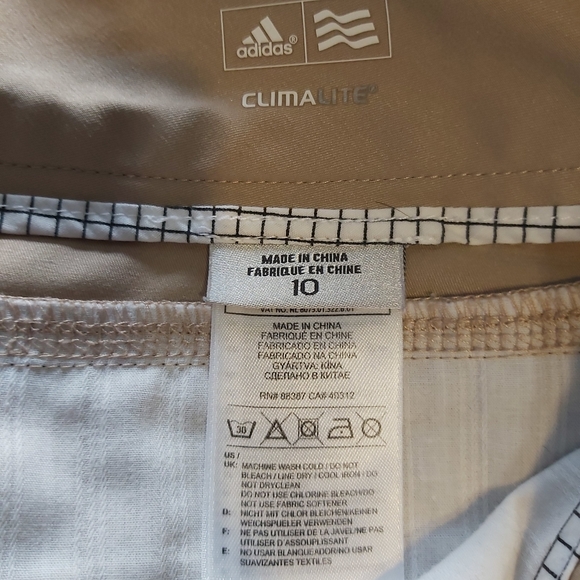 adidas
CLIMALITE®
MADE IN CHINA
FABRIQUE EN CHINE
10
MADE IN CHINA
FABRIQUÉ EN CHINE
FABRICADO EN CHINA
FABRICADO NA CHINA
GYÁRTVA: KÍNA
СДЕЛАНО В КИТАЕ
RN# 88387 CA# 40312
30
US /
UK: MACHINE WASH COLD / DO NOT
BLEACH / LINE DRY / COOL IRON / DO
NOT DRYCLEAN
DO NOT USE CHLORINE BLEACH/DO
NOT USE FABRIC SOFTENER
D: NICHT MIT CHLOR BLEICHEN/KEINEN
WEICHSPUELER VERWENDEN
F: NE PAS UTILISER DE LA JAVEL/NE PAS
UTILISER D'ASSOUPLISSANT
E: NO USAR BLANQUEADOR/NO USAR
SUAVIZANTES TEXTILES